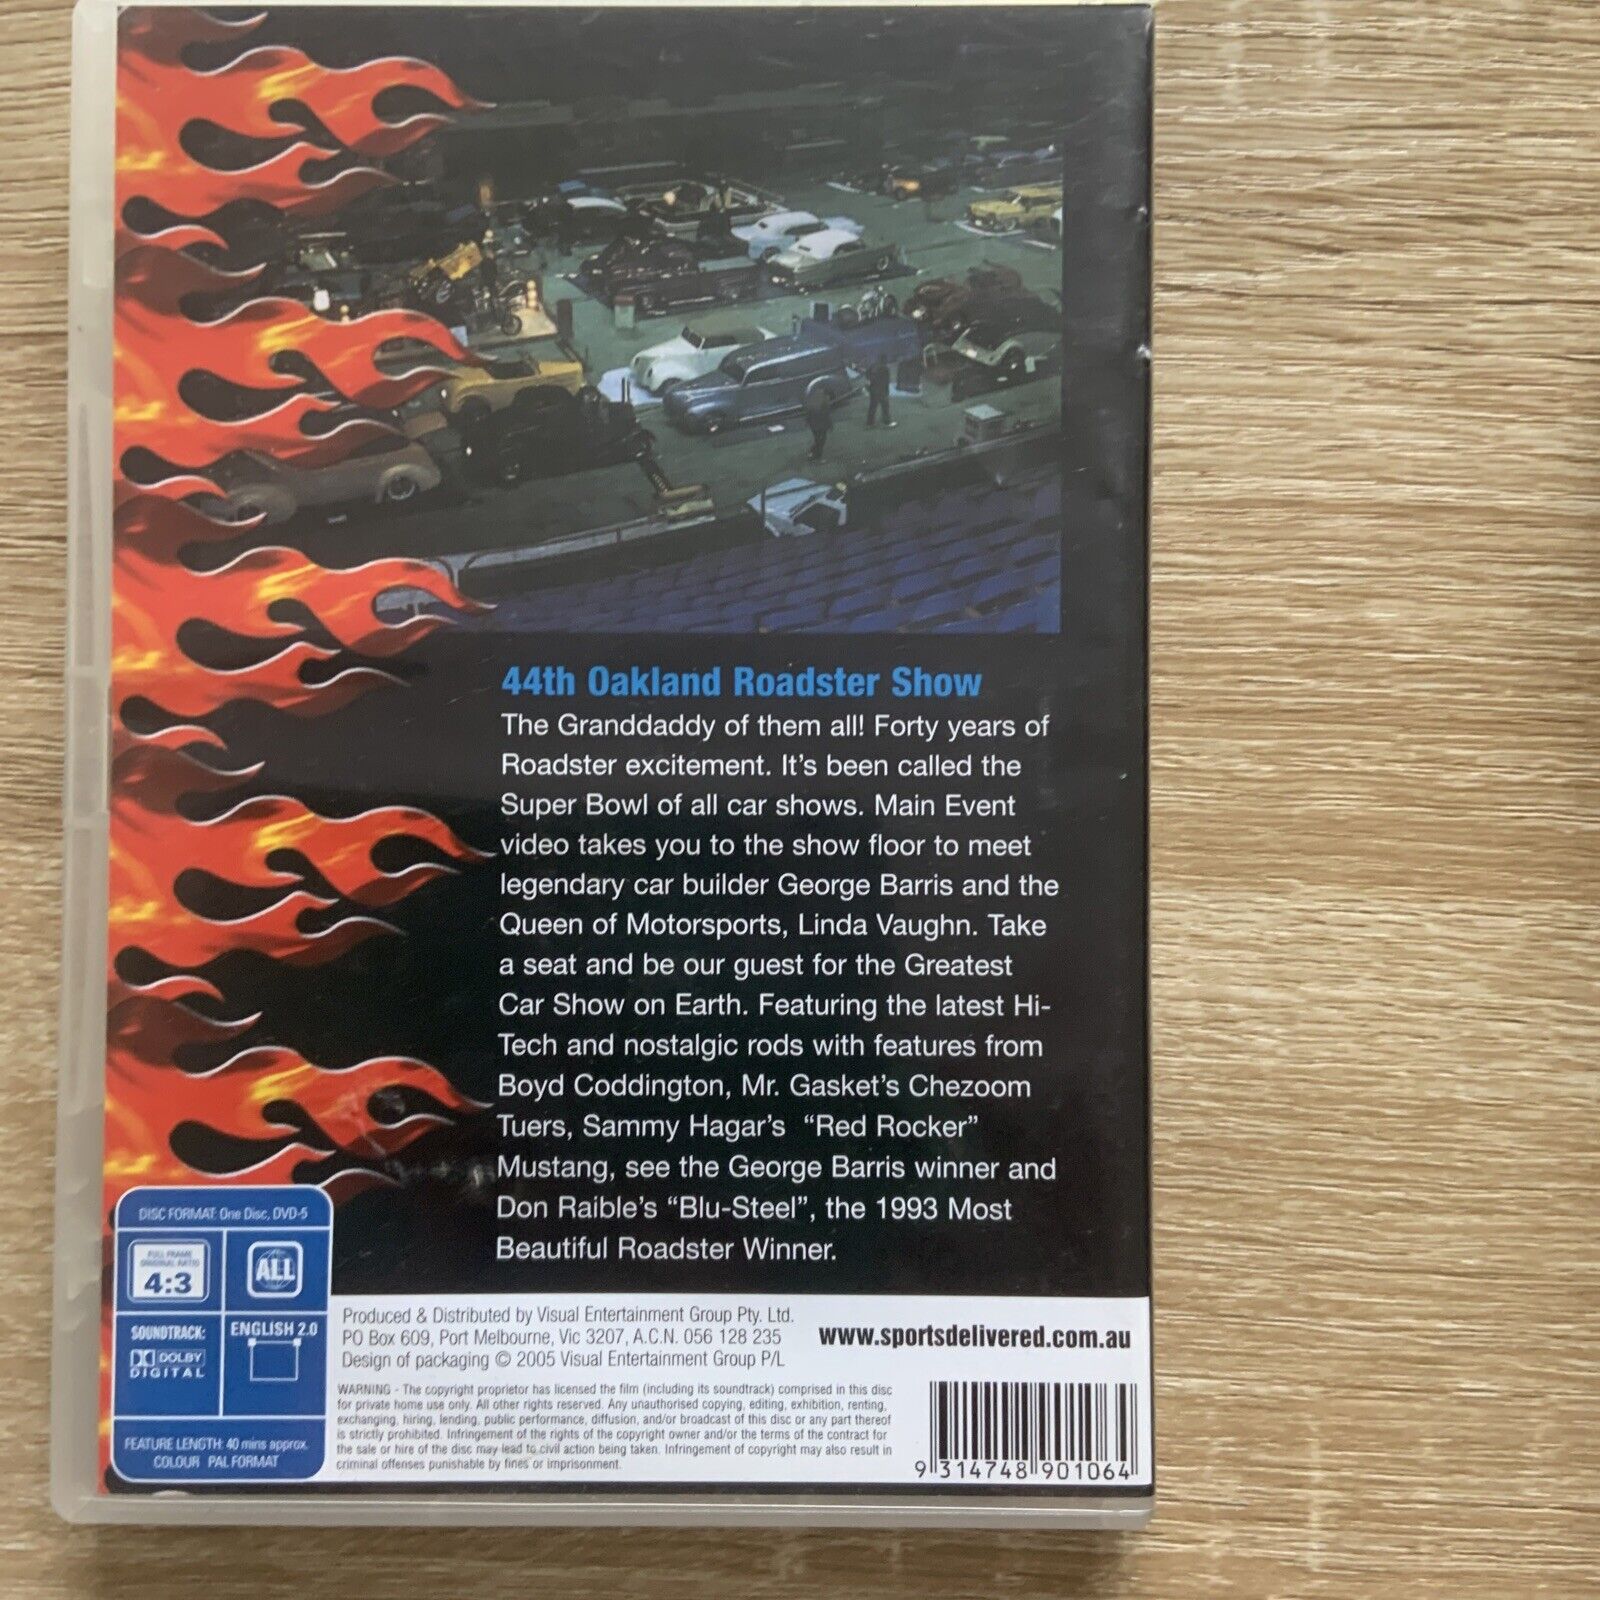 44th Oakland Roadster Show
The Granddaddy of them all! Forty years of
Roadster excitement. It's been called the
Super Bowl of all car shows. Main Event
video takes you to the show floor to meet
legendary car builder George Barris and the
Queen of Motorsports, Linda Vaughn. Take
a seat and be our guest for the Greatest
Car Show on Earth. Featuring the latest Hi-
Tech and nostalgic rods with features from
Boyd Coddington, Mr. Gasket's Chezoom
Tuers, Sammy Hagar's “Red Rocker”
Mustang, see the George Barris winner and
Don Raible's “Blu-Steel”, the 1993 Most
Beautiful Roadster Winner.
DISC FORMAT: One Disc, DVD-5
FULL FRAME
ORIGINAL RATIO
4:3
ALL
SOUNDTRACK:
DOLBY
DIGITAL
ENGLISH 2.0
FEATURE LENGTH: 40 mins approx.
COLOUR PAL FORMAT
Produced & Distributed by Visual Entertainment Group Pty. Ltd.
PO Box 609, Port Melbourne, Vic 3207, A.C.N. 056 128 235
Design of packaging © 2005 Visual Entertainment Group P/L
www.sportsdelivered.com.au
WARNING - The copyright proprietor has licensed the film (including its soundtrack) comprised in this disc
for private home use only. All other rights reserved. Any unauthorised copying, editing, exhibition, renting,
exchanging, hiring, lending, public performance, diffusion, and/or broadcast of this disc or any part thereof
is strictly prohibited. Infringement of the rights of the copyright owner and/or the terms of the contract for
the sale or hire of the disc may lead to civil action being taken. Infringement of copyright may also result in
criminal offenses punishable by fines or imprisonment.
9 314748 901064